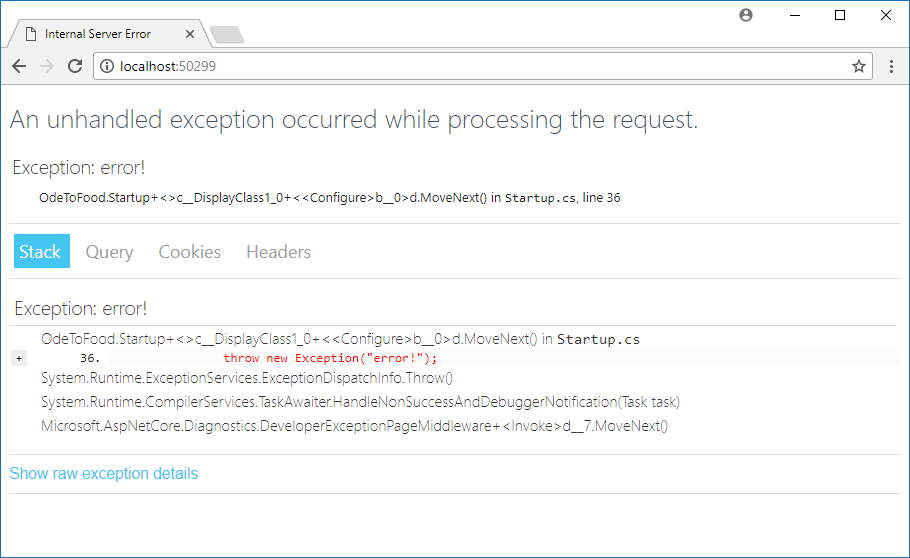 Internal Server Error
localhost:50299
An unhandled exception occurred while processing the request.
Exception: error!
OdeToFood.Startup+<>c__DisplayClass1_0+<<Configure>b__0>d.MoveNext() in Startup.cs, line 36
Stack Query Cookies Headers
Exception: error!
OdeToFood.Startup+<>c__DisplayClass1_0+<<Configure>b__0>d.MoveNext() in Startup.cs
+ 36. throw new Exception("error!");
System.Runtime.ExceptionServices.ExceptionDispatchInfo.Throw()
System.Runtime.CompilerServices.TaskAwaiter.HandleNonSuccessAndDebuggerNotification(Task task)
Microsoft.AspNetCore.Diagnostics.DeveloperExceptionPageMiddleware+<Invoke>d__7.MoveNext()
Show raw exception details